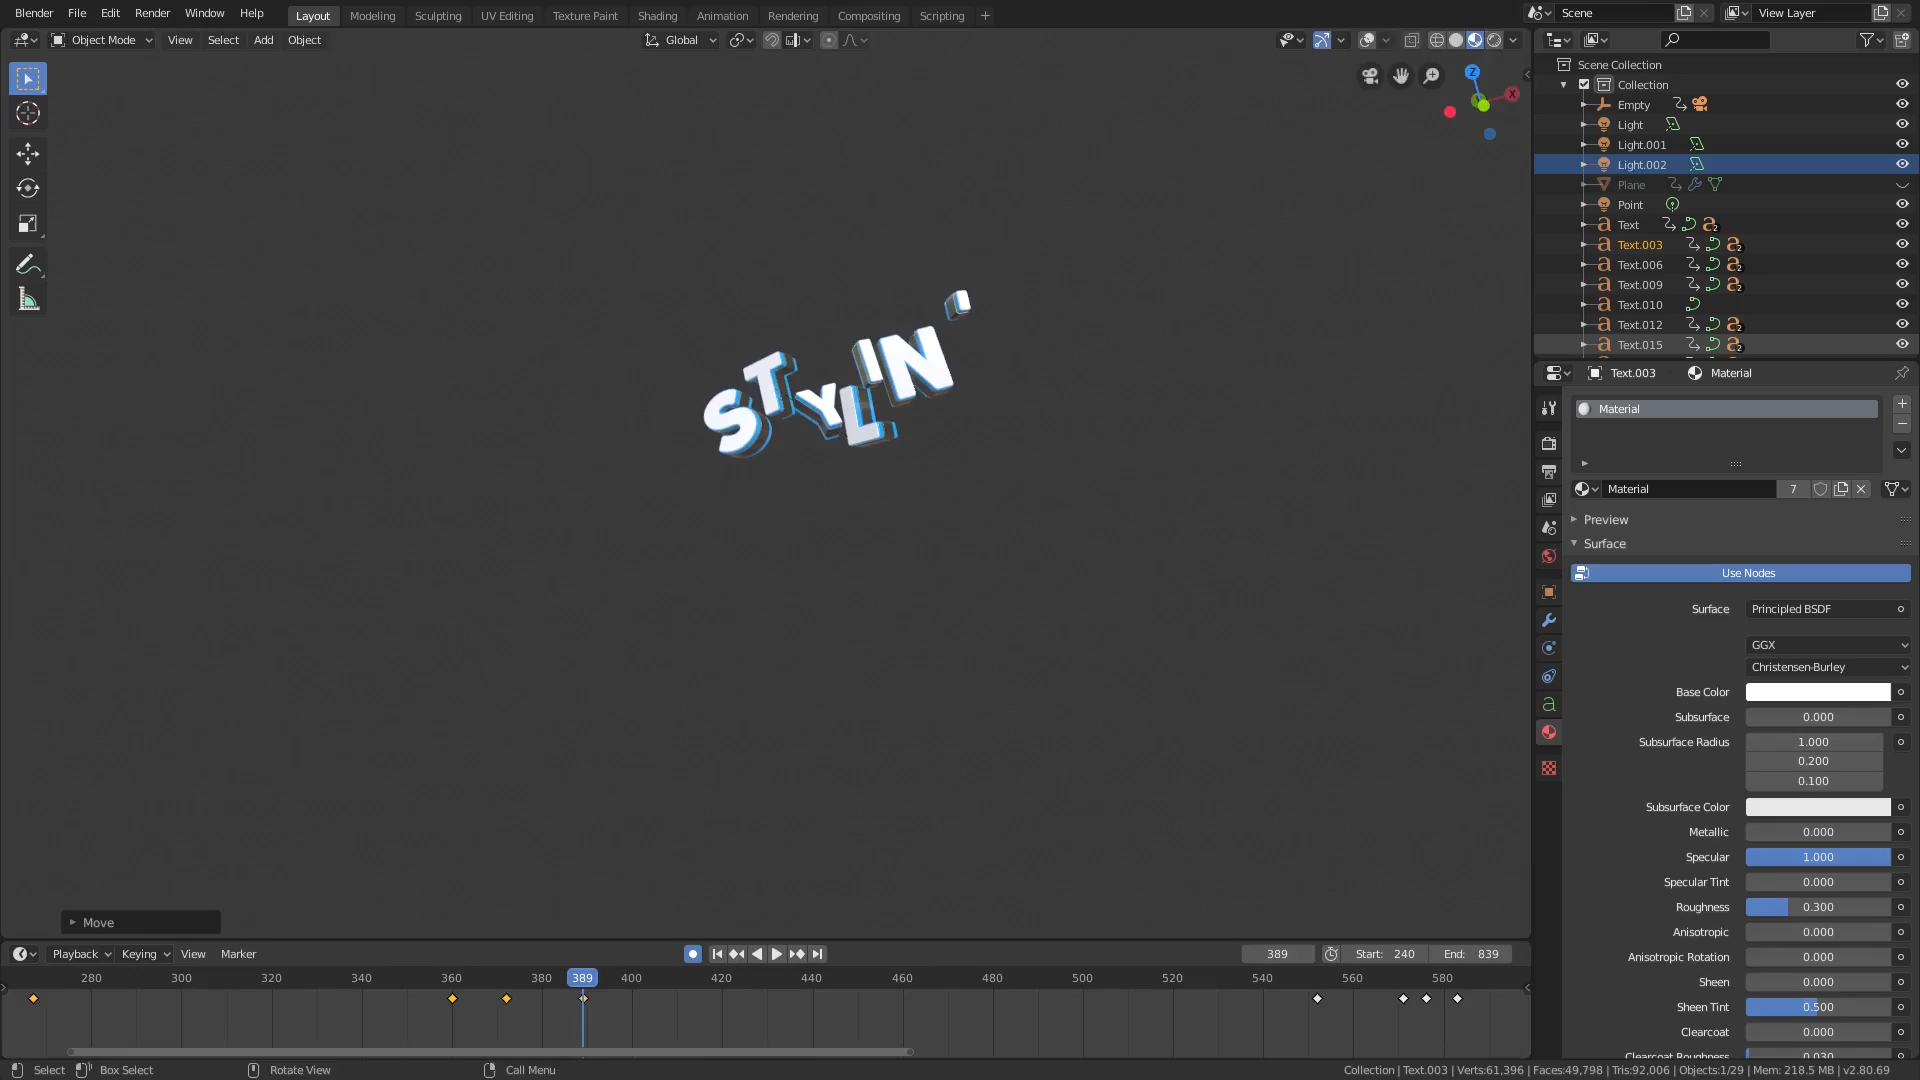 Blender File Edit Render Window Help Layout Modeling Sculpting UV Editing Texture Paint Shading Animation Rendering Compositing Scripting + Scene View Layer
Object Mode View Select Add Object Global
Z
X
STYLIN'
Scene Collection
Collection
Empty
Light
Light.001
Light.002
Plane
Point
Text
Text.003
Text.006
Text.009
Text.010
Text.012
Text.015
Text.003 Material
Material
Material 7
Preview
Surface
Use Nodes
Surface Principled BSDF
GGX
Christensen-Burley
Base Color
Subsurface 0.000
Subsurface Radius 1.000
0.200
0.100
Subsurface Color
Metallic 0.000
Specular 1.000
Specular Tint 0.000
Roughness 0.300
Anisotropic 0.000
Anisotropic Rotation 0.000
Sheen 0.000
Sheen Tint 0.500
Clearcoat 0.000
Clearcoat Roughness 0.030
Move
Playback Keying View Marker 389 Start: 240 End: 839
280 300 320 340 360 380 389 400 420 440 460 480 500 520 540 560 580
Select Box Select Rotate View Call Menu Collection | Text.003 | Verts:61,396 | Faces:49,798 | Tris:92,006 | Objects:1/29 | Mem: 218.5 MB | v2.80.69